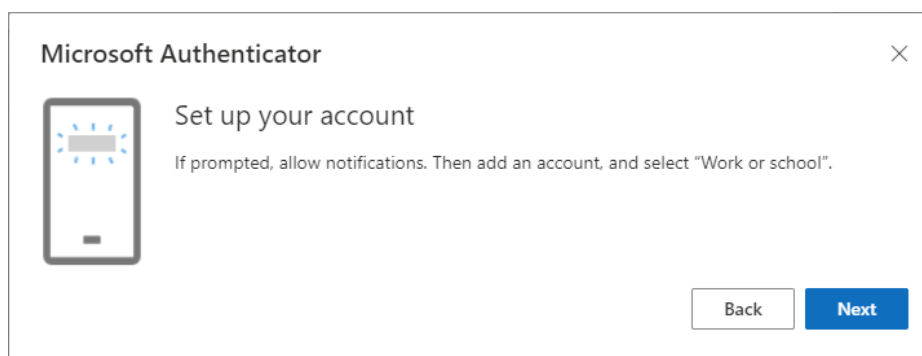 Microsoft Authenticator
Set up your account
If prompted, allow notifications. Then add an account, and select “Work or school”.
Back
Next